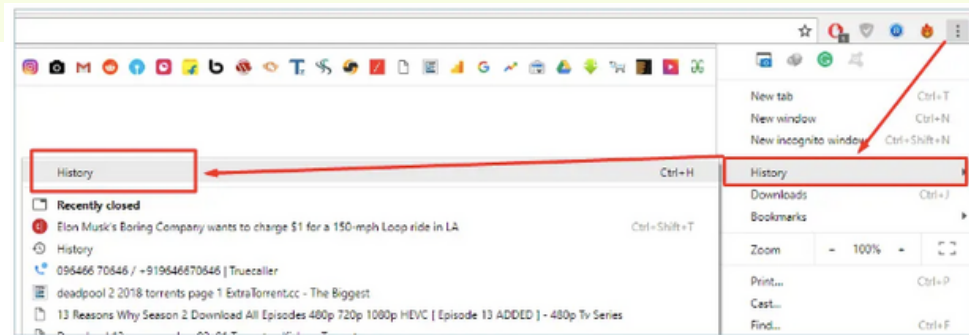 New tab Ctrl+T
New window Ctrl+N
New incognito window Ctrl+Shift+N
History
Downloads Ctrl+J
Bookmarks
Zoom - 100% +
Print... Ctrl+P
Cast...
Find... Ctrl+F
History Ctrl+H
Recently closed
Elon Musk's Boring Company wants to charge $1 for a 150-mph Loop ride in LA Ctrl+Shift+T
History
096466 70646 / +919646670646 | Truecaller
deadpool 2 2018 torrents page 1 ExtraTorrent.cc - The Biggest
13 Reasons Why Season 2 Download All Episodes 480p 720p 1080p HEVC [ Episode 13 ADDED ] - 480p Tv Series